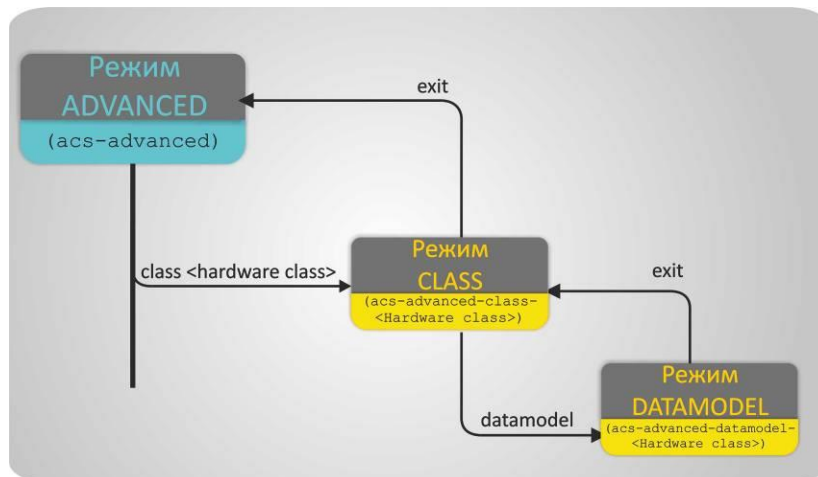 Режим
ADVANCED
(acs-advanced)
exit
class <hardware class>
Режим
CLASS
(acs-advanced-class-
<Hardware class>)
exit
datamodel
Режим
DATAMODEL
(acs-advanced-datamodel-
<Hardware class>)